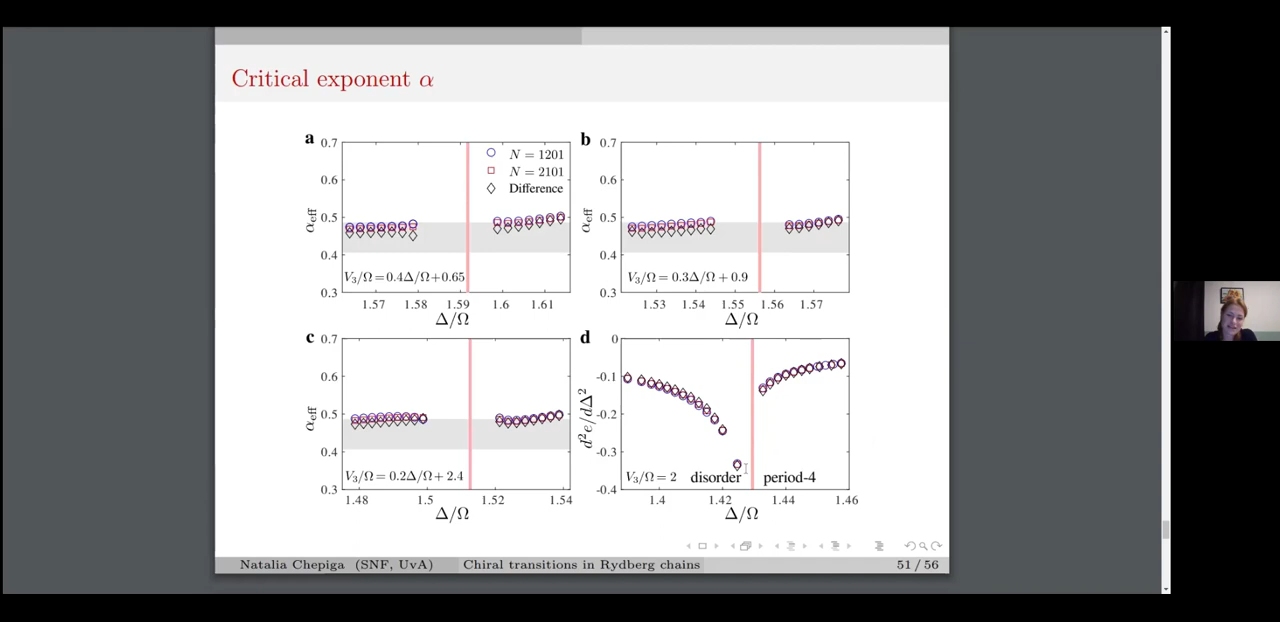 Critical exponent α
a
0.7
0.6
0.5
0.4
0.3
α_eff
N = 1201
N = 2101
Difference
V₃/Ω=0.4Δ/Ω+0.65
1.57 1.58 1.59 1.6 1.61
Δ/Ω
b
0.7
0.6
0.5
0.4
0.3
α_eff
V₃/Ω=0.3Δ/Ω + 0.9
1.53 1.54 1.55 1.56 1.57
Δ/Ω
c
0.7
0.6
0.5
0.4
0.3
α_eff
V₃/Ω=0.2Δ/Ω + 2.4
1.48 1.5 1.52 1.54
Δ/Ω
d
0
-0.1
-0.2
-0.3
-0.4
d²e/dΔ²
V₃/Ω=2 disorder period-4
1.4 1.42 1.44 1.46
Δ/Ω
Natalia Chepiga (SNF, UvA) Chiral transitions in Rydberg chains 51 / 56